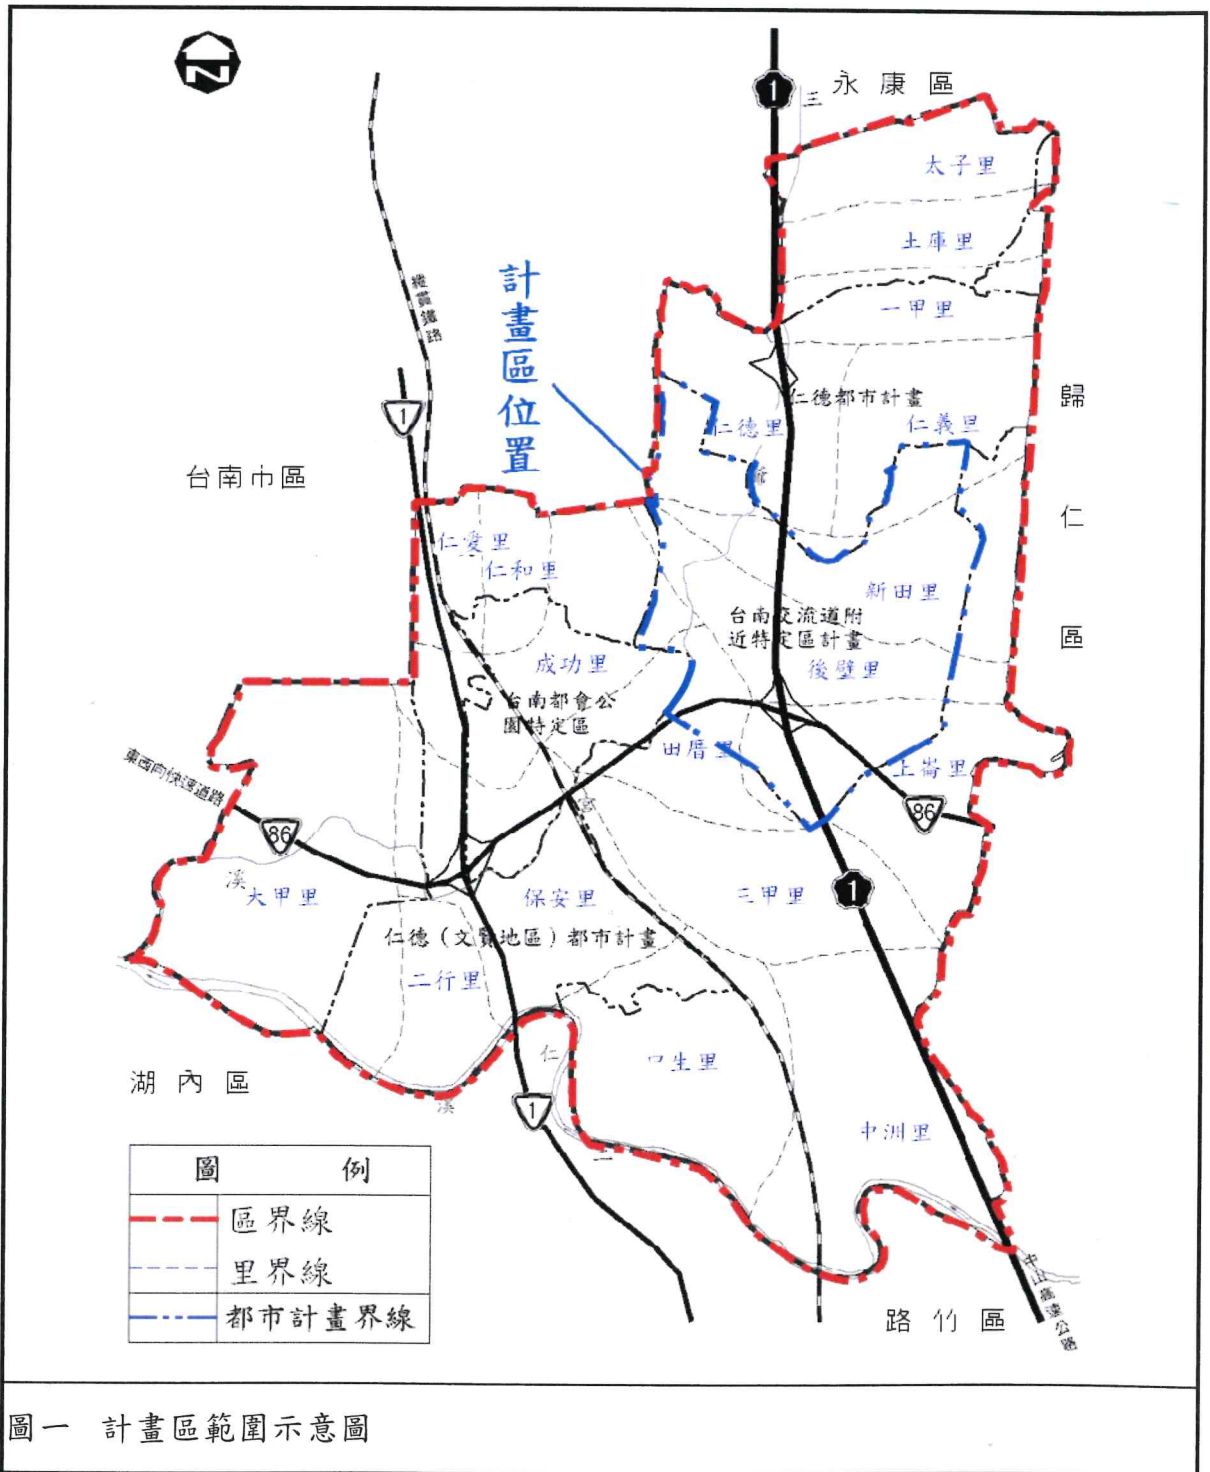 N
1
三
永康區
太子里
土庫里
一甲里
縱貫鐵路
計畫區位置
仁德都市計畫
歸仁區
仁德里
仁義里
1
台南市區
仁愛里
仁和里
新田里
台南交流道附
近特定區計畫
成功里
後壁里
台南都會公
園特定區
田厝里
上崙里
東西向快速道路
86
86
宮
溪
大甲里
保安里
三甲里
1
仁德（文賢地區）都市計畫
二行里
仁
湖內區
溪
1
中洲里
二
圖例
區界線
里界線
都市計畫界線
路竹區
中山高速公路
圖一 計畫區範圍示意圖